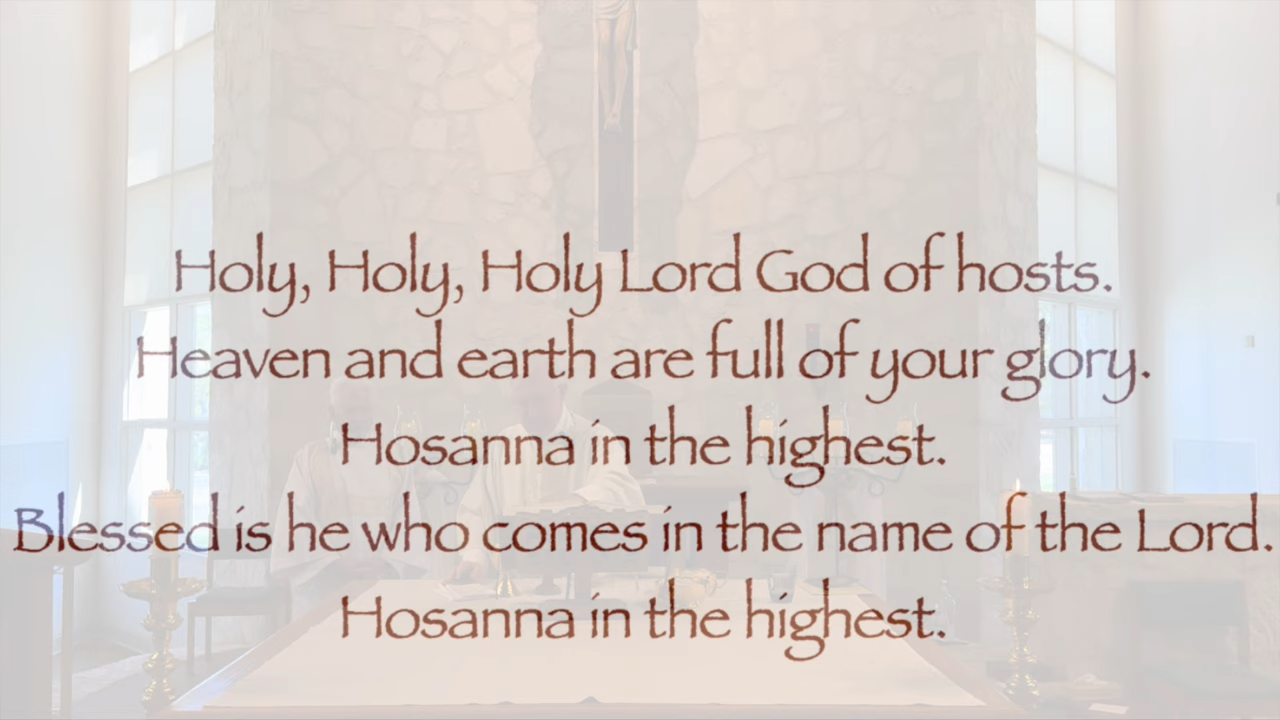 Holy, Holy, Holy Lord God of hosts.
Heaven and earth are full of your glory.
Hosanna in the highest.
Blessed is he who comes in the name of the Lord.
Hosanna in the highest.